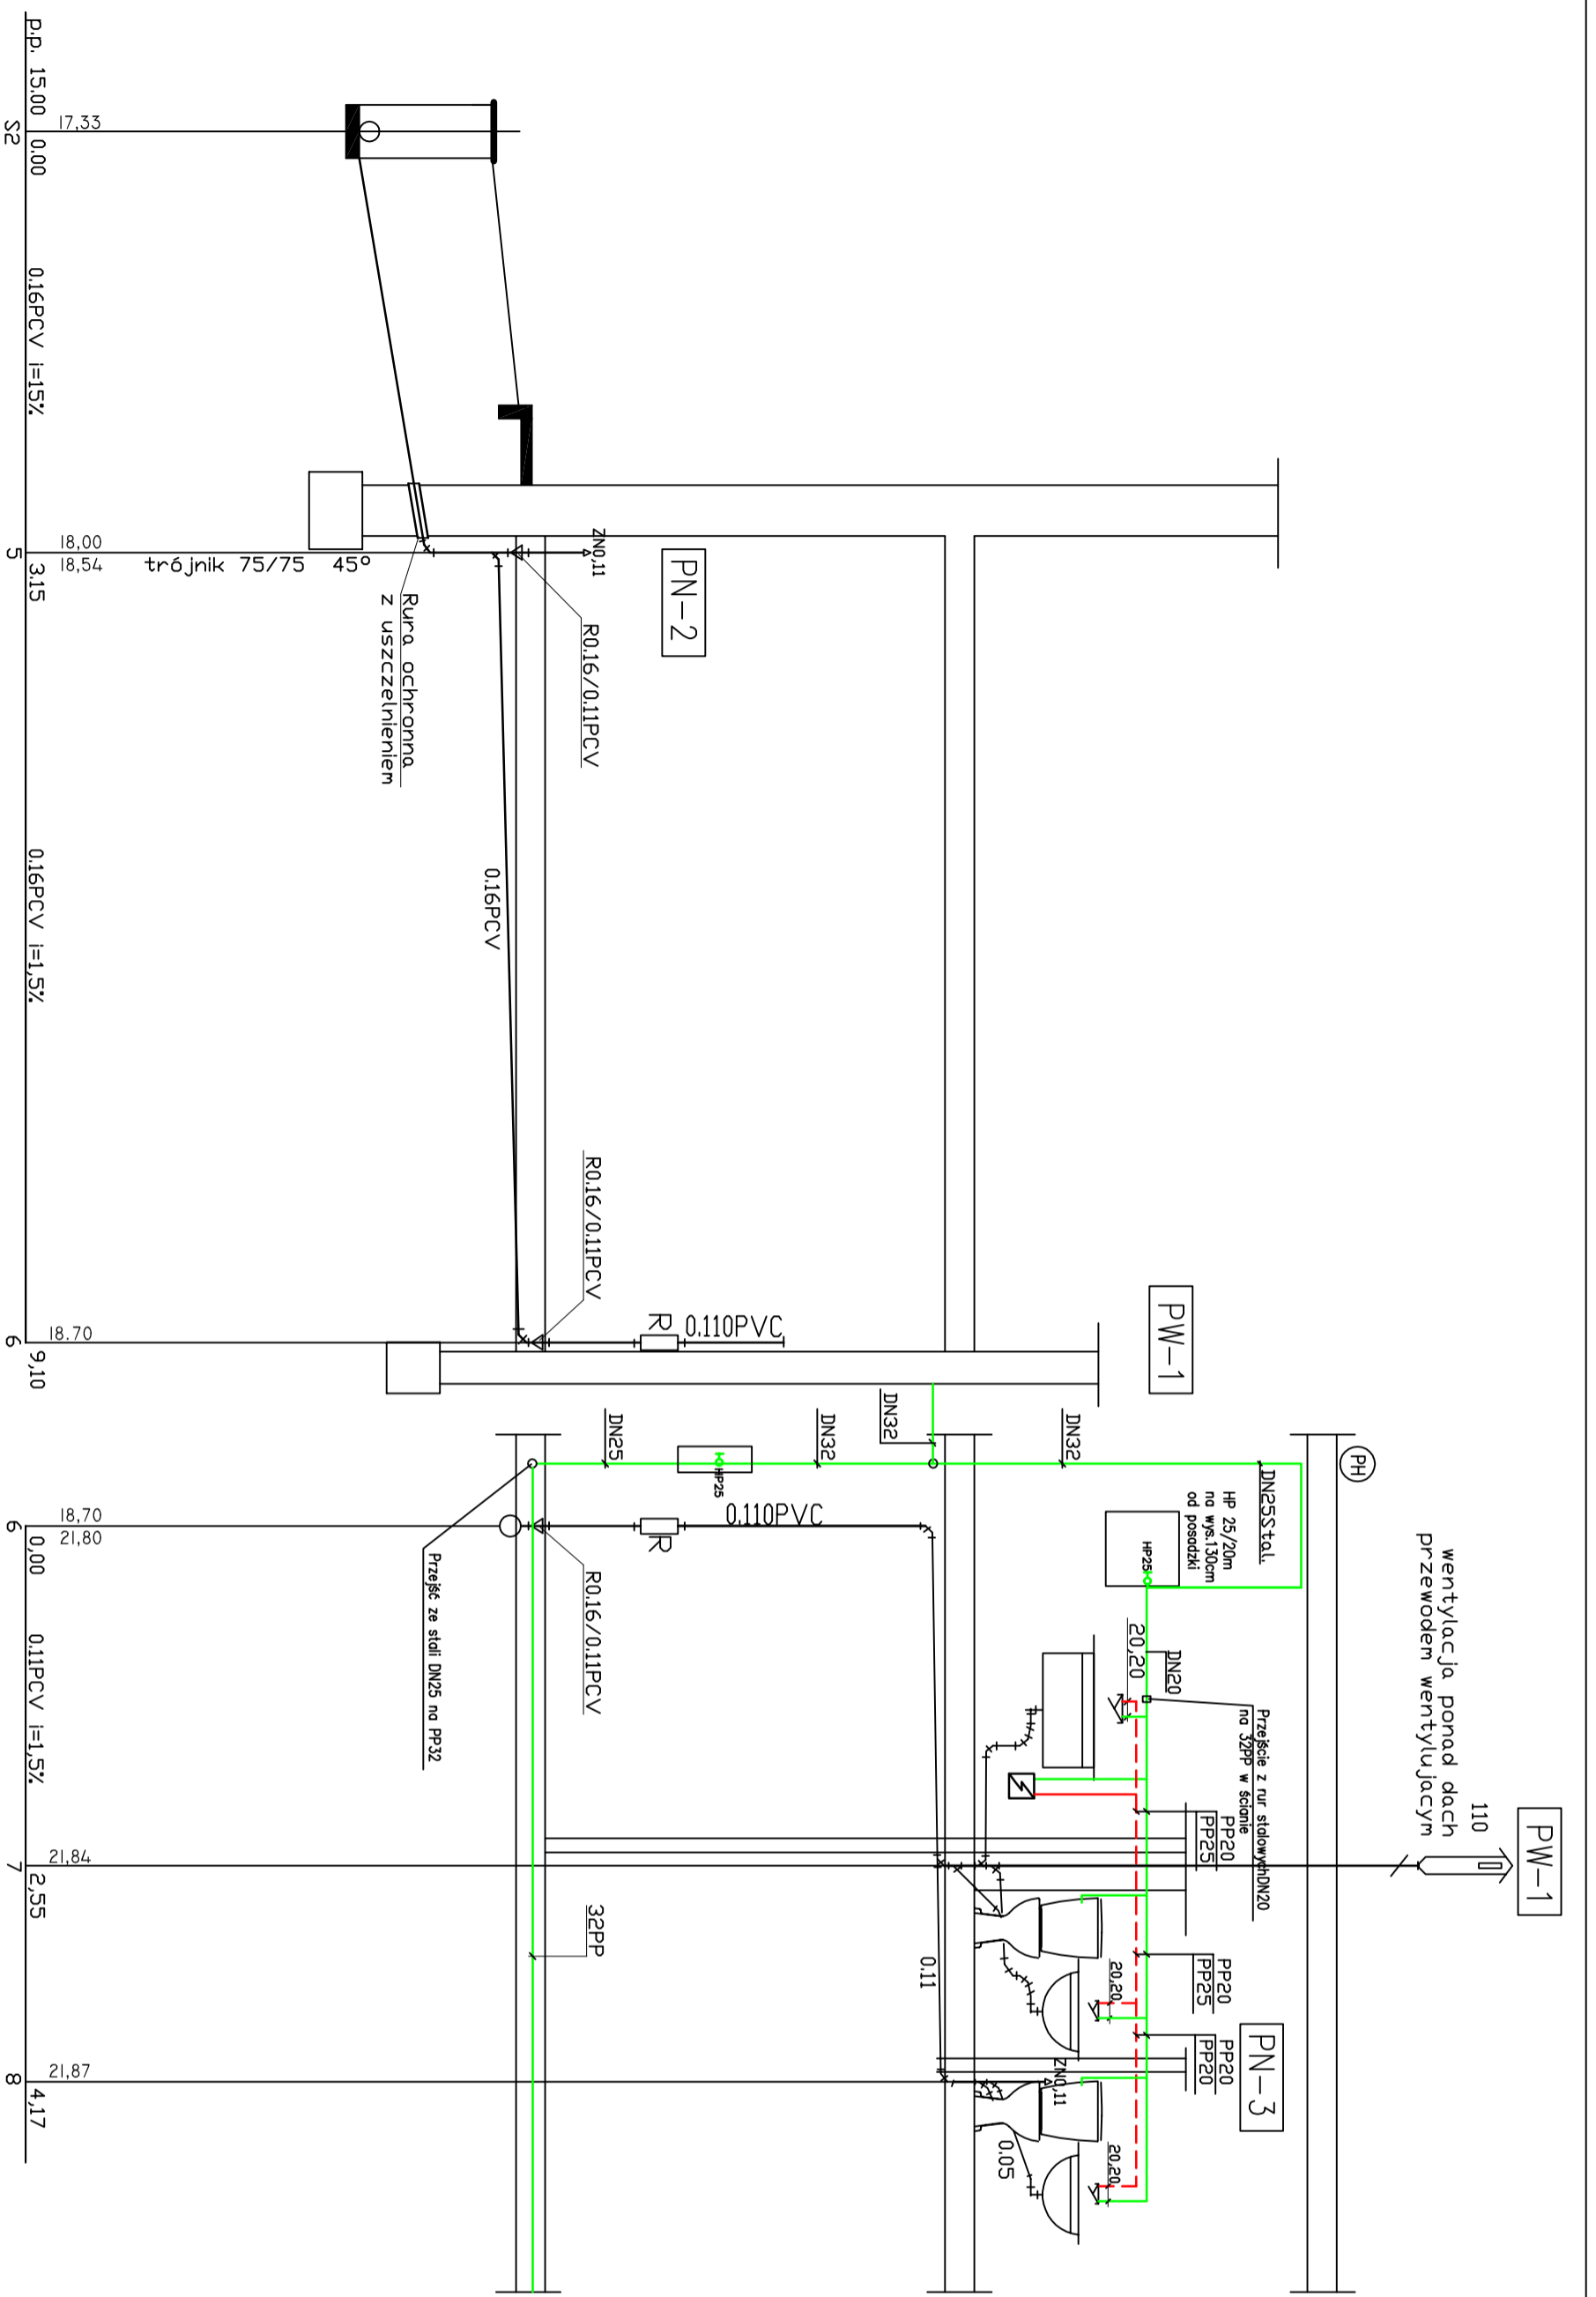 PW-1
110
wentylacja ponad dach
przewodem wentylujacym
PH
DN25Stal.
HP 25/20m
na wys.130cm
od posadzki
HP25
DN20
20,20
Przejście z rur stalowychDN20
na 32PP w ścianie
PP20
PP25
PP20
PP25
PP20
PP20
PN-3
20,20
20,20
ZN0,11
0.05
0.11
PW-1
DN32
DN32
DN32
HP25
DN25
0.110PVC
R
0.110PVC
R
R0.16/0.11PCV
R0.16/0.11PCV
32PP
Przejść ze stali DN25 na PP32
PN-2
ZN0,11
R0.16/0.11PCV
0.16PCV
Rura ochronna
z uszczelnieniem
trójnik 75/75 45°
17,33
18,00
18,54
18.70
18,70
21,80
21,84
21,87
p.p. 15.00
0.00
0.16PCV i=15%
3.15
0.16PCV i=1,5%
9,10
0,00
0.11PCV i=1,5%
2,55
4,17
S2
5
6
6
7
8